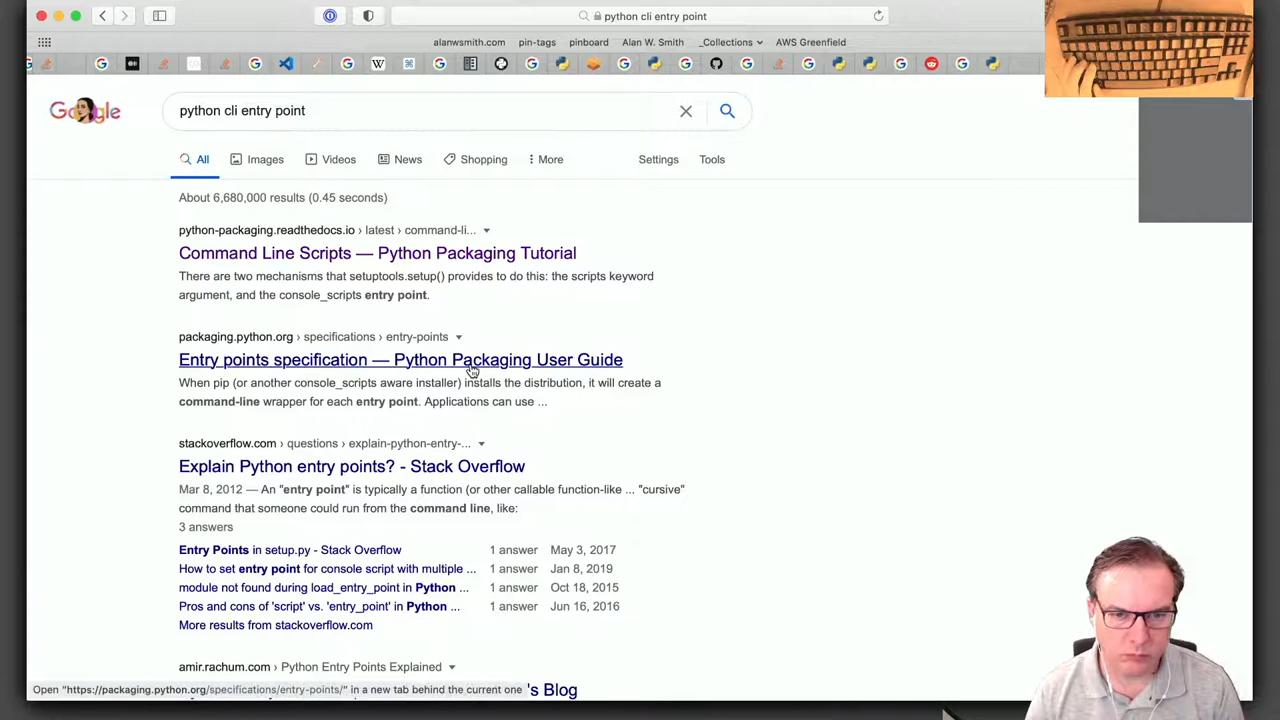 python cli entry point
alanwsmith.com pin-tags pinboard Alan W. Smith _Collections AWS Greenfield
Google
python cli entry point
All Images Videos News Shopping More Settings Tools
About 6,680,000 results (0.45 seconds)
python-packaging.readthedocs.io › latest › command-li...
Command Line Scripts — Python Packaging Tutorial
There are two mechanisms that setuptools.setup() provides to do this: the scripts keyword
argument, and the console_scripts entry point.
packaging.python.org › specifications › entry-points
Entry points specification — Python Packaging User Guide
When pip (or another console_scripts aware installer) installs the distribution, it will create a
command-line wrapper for each entry point. Applications can use ...
stackoverflow.com › questions › explain-python-entry-...
Explain Python entry points? - Stack Overflow
Mar 8, 2012 — An "entry point" is typically a function (or other callable function-like ... "cursive"
command that someone could run from the command line, like:
3 answers
Entry Points in setup.py - Stack Overflow 1 answer May 3, 2017
How to set entry point for console script with multiple ... 1 answer Jan 8, 2019
module not found during load_entry_point in Python ... 1 answer Oct 18, 2015
Pros and cons of 'script' vs. 'entry_point' in Python ... 1 answer Jun 16, 2016
More results from stackoverflow.com
amir.rachum.com › Python Entry Points Explained
's Blog
Open "https://packaging.python.org/specifications/entry-points/" in a new tab behind the current one